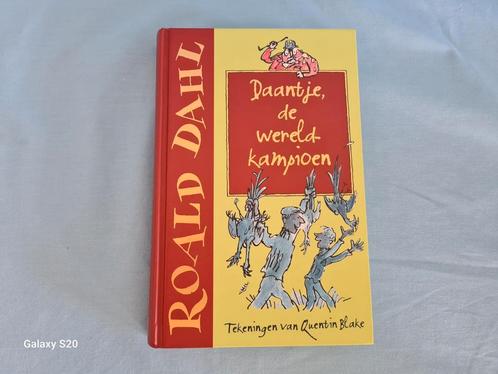 ROALD DAHL
Daantje,
de
wereld
kampioen
Tekeningen van Quentin Blake
Galaxy S20